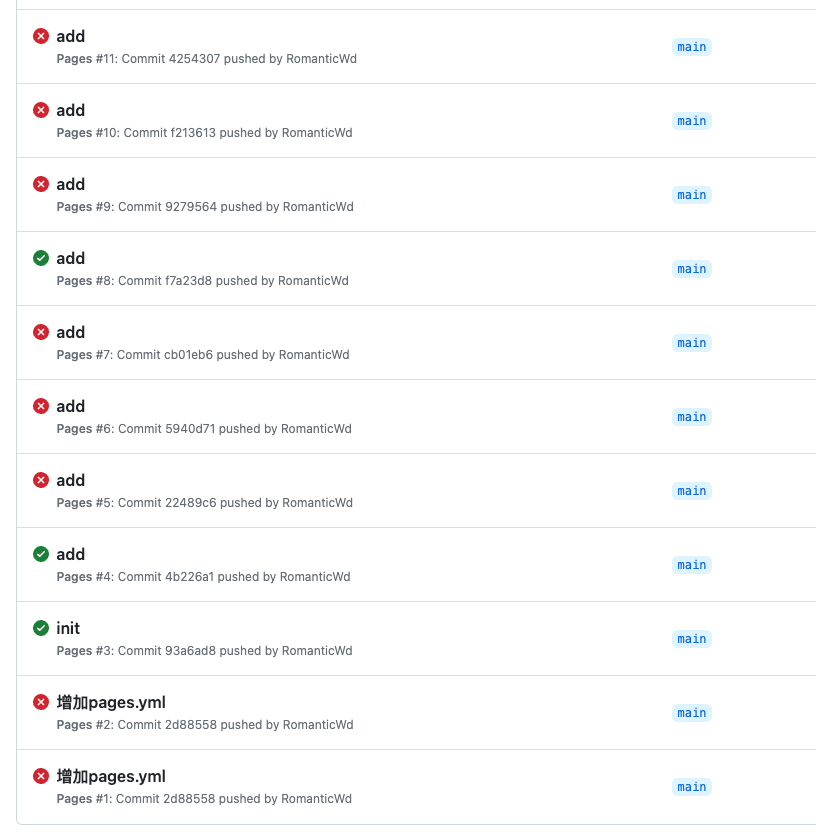 add
main
Pages #11: Commit 4254307 pushed by RomanticWd
add
main
Pages #10: Commit f213613 pushed by RomanticWd
add
main
Pages #9: Commit 9279564 pushed by RomanticWd
add
main
Pages #8: Commit f7a23d8 pushed by RomanticWd
add
main
Pages #7: Commit cb01eb6 pushed by RomanticWd
add
main
Pages #6: Commit 5940d71 pushed by RomanticWd
add
main
Pages #5: Commit 22489c6 pushed by RomanticWd
add
main
Pages #4: Commit 4b226a1 pushed by RomanticWd
init
main
Pages #3: Commit 93a6ad8 pushed by RomanticWd
增加pages.yml
main
Pages #2: Commit 2d88558 pushed by RomanticWd
增加pages.yml
main
Pages #1: Commit 2d88558 pushed by RomanticWd